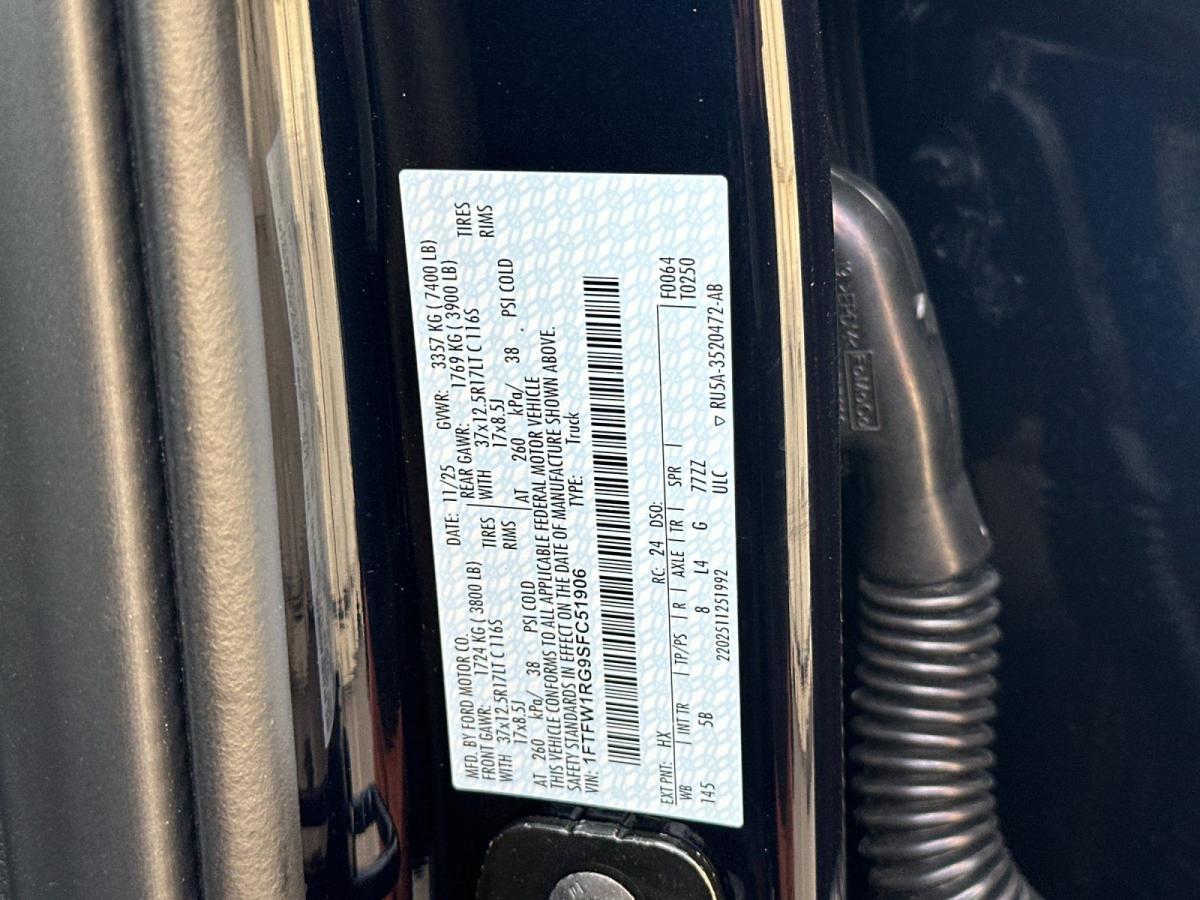 MFD. BY FORD MOTOR CO. DATE: 11/25 GVWR: 3357 KG ( 7400 LB)
FRONT GAWR: 1724 KG ( 3800 LB) REAR GAWR: 1769 KG ( 3900 LB)
WITH 37x12.5R17LT C 116S TIRES WITH 37x12.5R17LT C 116S TIRES
17x8.5J RIMS 17x8.5J RIMS
AT 260 kPa/ 38 PSI COLD AT 260 kPa/ 38 . PSI COLD
THIS VEHICLE CONFORMS TO ALL APPLICABLE FEDERAL MOTOR VEHICLE
SAFETY STANDARDS IN EFFECT ON THE DATE OF MANUFACTURE SHOWN ABOVE.
VIN: 1FTFW1RG9SFC51906 TYPE: Truck
EXT PNT: HX RC: 24 DSO: F0064
WB INT TR TP/PS R AXLE TR SPR T0250
145 5B 8 L4 G 77ZZ
2202511251992 ULC ▽ RU5A-3520472-AB
FoMoCo